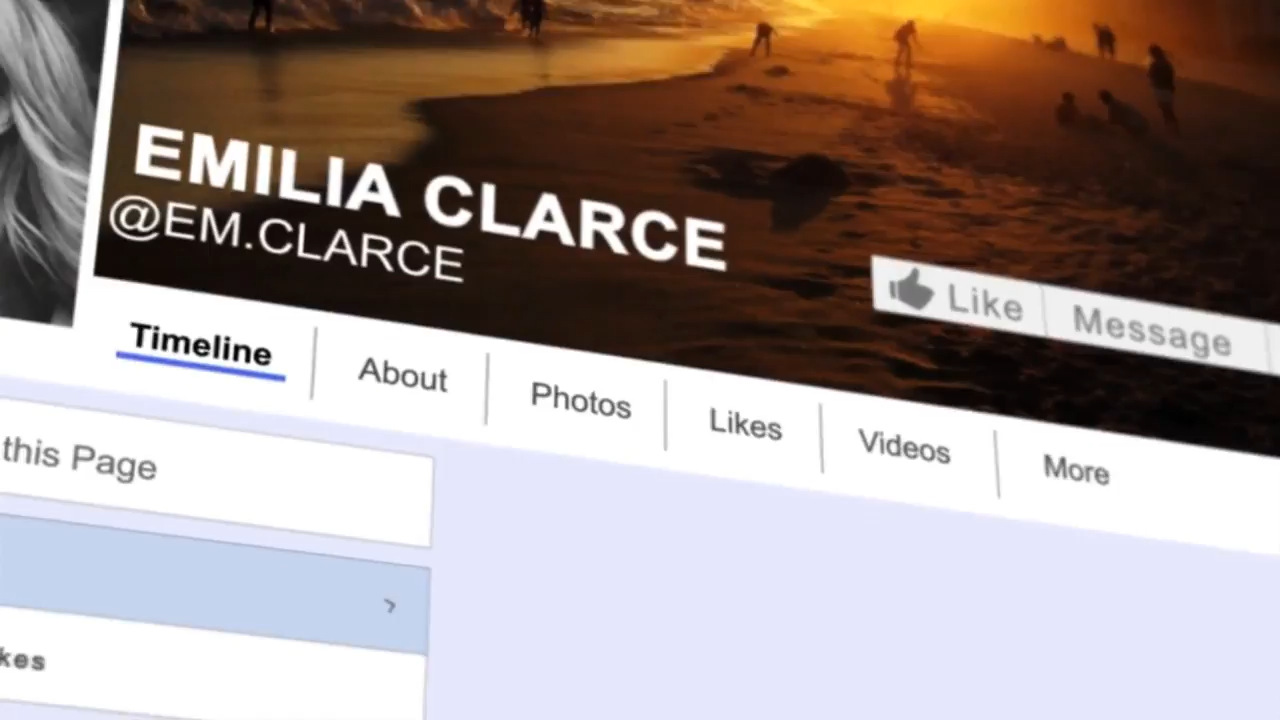 EMILIA CLARCE
@EM.CLARCE
Like Message
Timeline About Photos Likes Videos More
this Page
kes